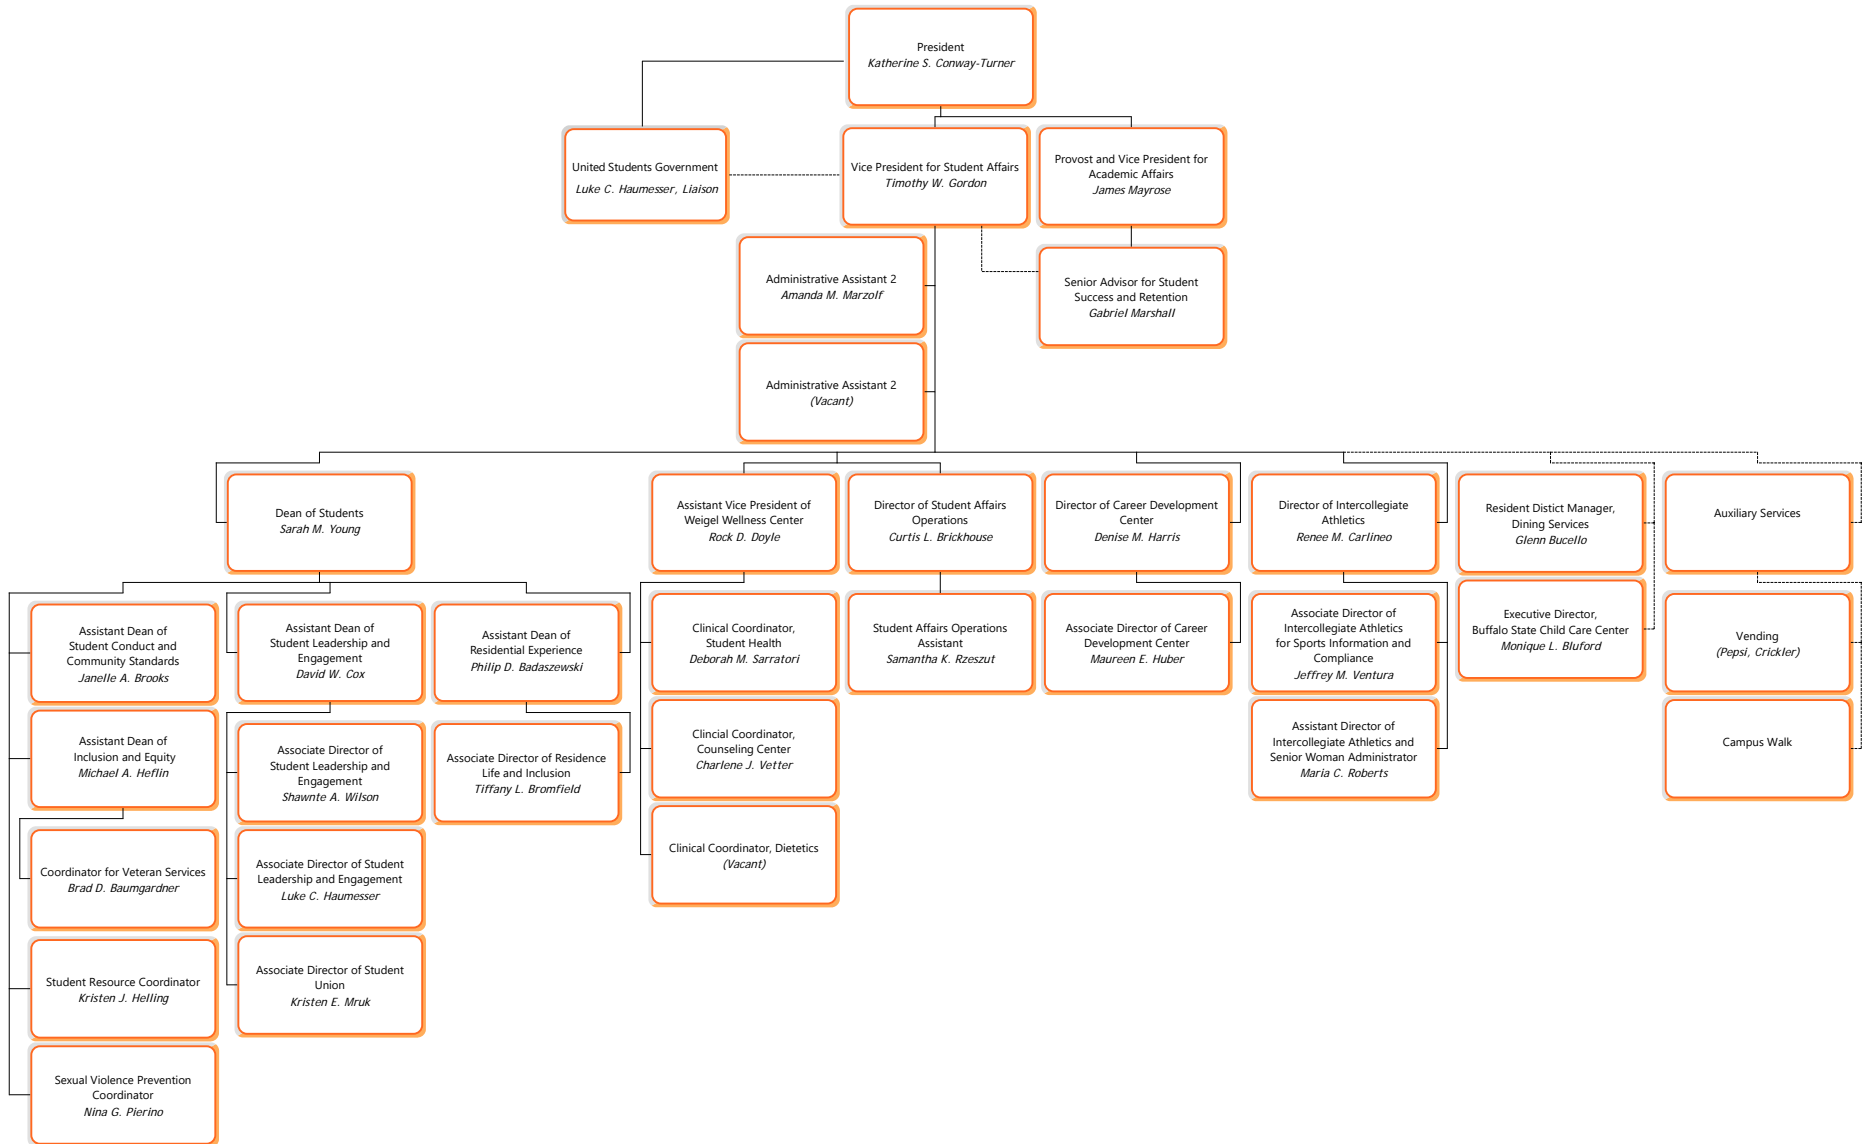 President
Katherine S. Conway-Turner
United Students Government
Luke C. Haumesser, Liaison
Vice President for Student Affairs
Timothy W. Gordon
Provost and Vice President for
Academic Affairs
James Mayrose
Administrative Assistant 2
Amanda M. Marzolf
Senior Advisor for Student
Success and Retention
Gabriel Marshall
Administrative Assistant 2
(Vacant)
Dean of Students
Sarah M. Young
Assistant Vice President of
Weigel Wellness Center
Rock D. Doyle
Director of Student Affairs
Operations
Curtis L. Brickhouse
Director of Career Development
Center
Denise M. Harris
Director of Intercollegiate
Athletics
Renee M. Carlineo
Resident Distict Manager,
Dining Services
Glenn Bucello
Auxiliary Services
Assistant Dean of
Student Conduct and
Community Standards
Janelle A. Brooks
Assistant Dean of
Student Leadership and
Engagement
David W. Cox
Assistant Dean of
Residential Experience
Philip D. Badaszewski
Clinical Coordinator,
Student Health
Deborah M. Sarratori
Student Affairs Operations
Assistant
Samantha K. Rzeszut
Associate Director of Career
Development Center
Maureen E. Huber
Associate Director of
Intercollegiate Athletics
for Sports Information and
Compliance
Jeffrey M. Ventura
Executive Director,
Buffalo State Child Care Center
Monique L. Bluford
Vending
(Pepsi, Crickler)
Assistant Dean of
Inclusion and Equity
Michael A. Heflin
Associate Director of
Student Leadership and
Engagement
Shawnte A. Wilson
Associate Director of Residence
Life and Inclusion
Tiffany L. Bromfield
Clincial Coordinator,
Counseling Center
Charlene J. Vetter
Assistant Director of
Intercollegiate Athletics and
Senior Woman Administrator
Maria C. Roberts
Campus Walk
Coordinator for Veteran Services
Brad D. Baumgardner
Associate Director of Student
Leadership and Engagement
Luke C. Haumesser
Clinical Coordinator, Dietetics
(Vacant)
Student Resource Coordinator
Kristen J. Helling
Associate Director of Student
Union
Kristen E. Mruk
Sexual Violence Prevention
Coordinator
Nina G. Pierino